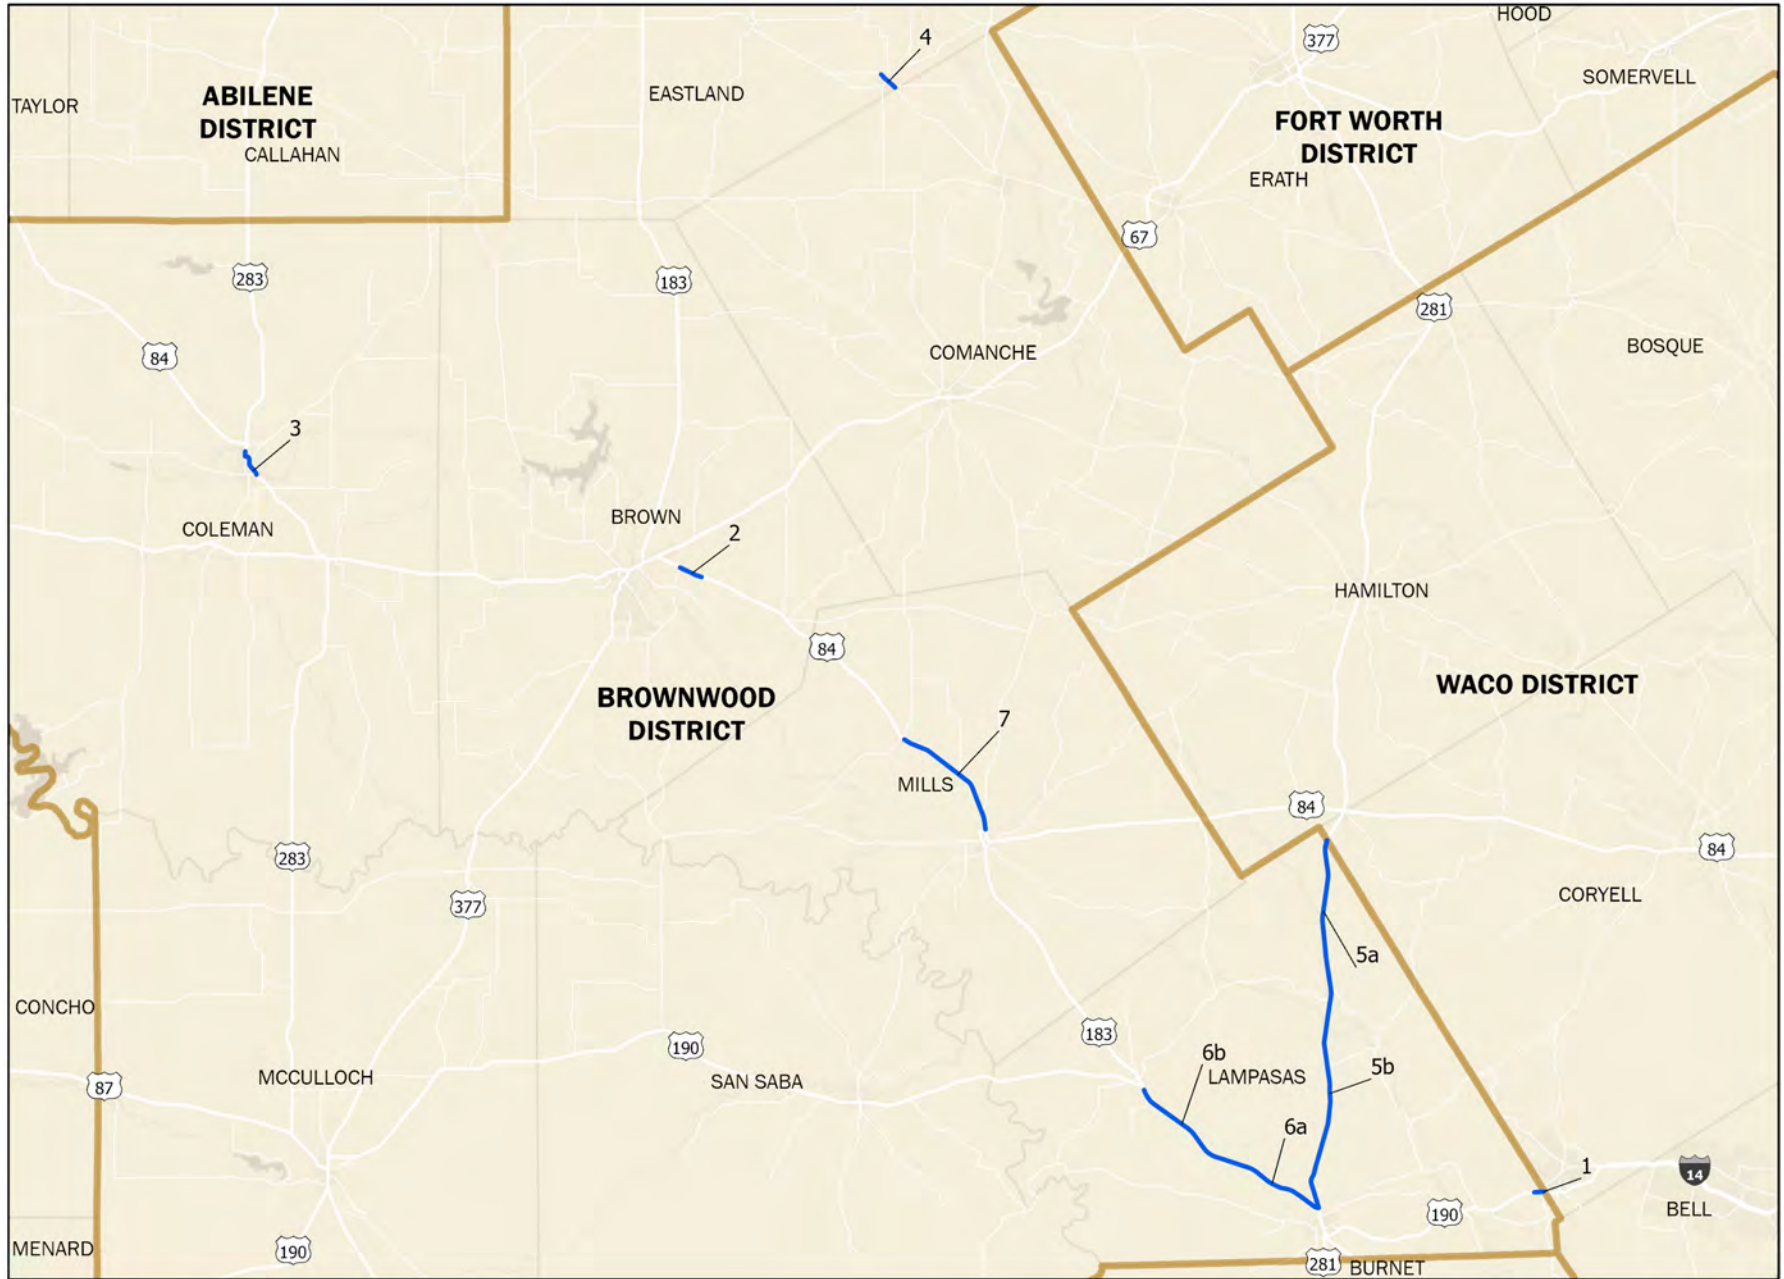 HOOD
4
377
SOMERVELL
TAYLOR
ABILENE
DISTRICT
CALLAHAN
EASTLAND
FORT WORTH
DISTRICT
ERATH
67
283
183
281
84
COMANCHE
BOSQUE
3
COLEMAN
BROWN
2
HAMILTON
84
BROWNWOOD
DISTRICT
WACO DISTRICT
7
MILLS
84
84
283
377
CORYELL
5a
CONCHO
183
190
6b
LAMPASAS
5b
87
MCCULLOCH
SAN SABA
6a
1
14
BELL
190
MENARD
190
281
BURNET